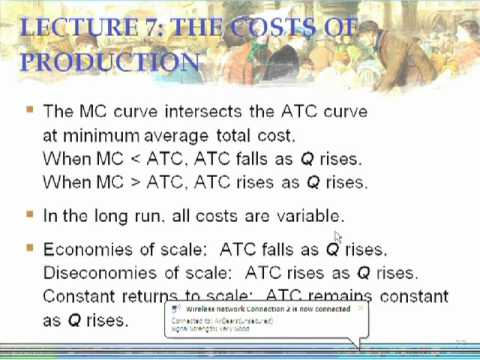 LECTURE 7: THE COSTS OF
PRODUCTION
The MC curve intersects the ATC curve
at minimum average total cost.
When MC < ATC, ATC falls as Q rises.
When MC > ATC, ATC rises as Q rises.
In the long run, all costs are variable.
Economies of scale: ATC falls as Q rises.
Diseconomies of scale: ATC rises as Q rises.
Constant returns to scale: ATC remains constant
as Q rises.
Wireless Network Connection 2 is now connected
Connected to: AirBears (unsecured)
Signal Strength: Very Good